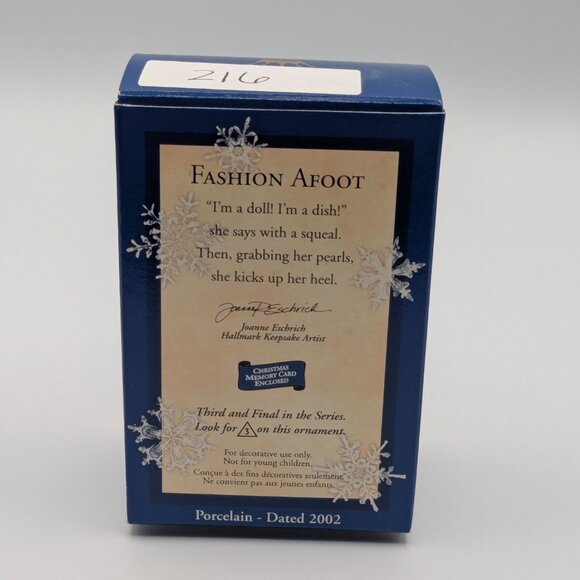 216
FASHION AFOOT
"I'm a doll! I'm a dish!"
she says with a squeal.
Then, grabbing her pearls,
she kicks up her heel.
Joanne Eschrich
Joanne Eschrich
Hallmark Keepsake Artist
CHRISTMAS
MEMORY CARD
ENCLOSED
Third and Final in the Series.
Look for 3 on this ornament.
For decorative use only.
Not for young children.
Conçue à des fins décoratives seulement.
Ne convient pas aux jeunes enfants.
Porcelain - Dated 2002